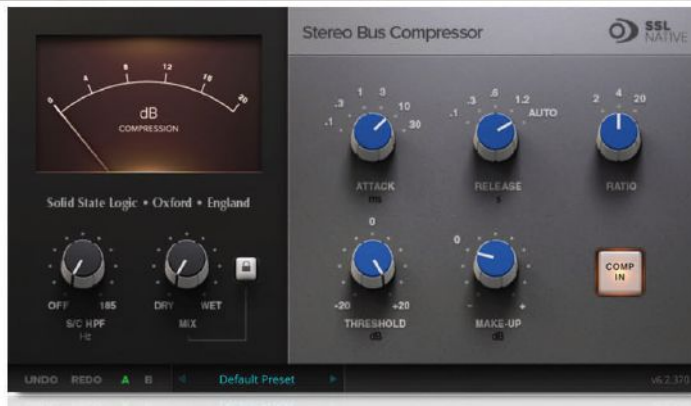 Stereo Bus Compressor
SSL
NATIVE
0 4 8 12 16 20
dB
COMPRESSION
Solid State Logic • Oxford • England
.1 .3 1 3 10 30
ATTACK
ms
.1 .3 .6 1.2 AUTO
RELEASE
s
2 4 20
RATIO
OFF 185
S/C HPF
Hz
DRY WET
MIX
0
-20 +20
THRESHOLD
dB
0
- +
MAKE-UP
dB
COMP
IN
UNDO REDO A B Default Preset v6.2.370